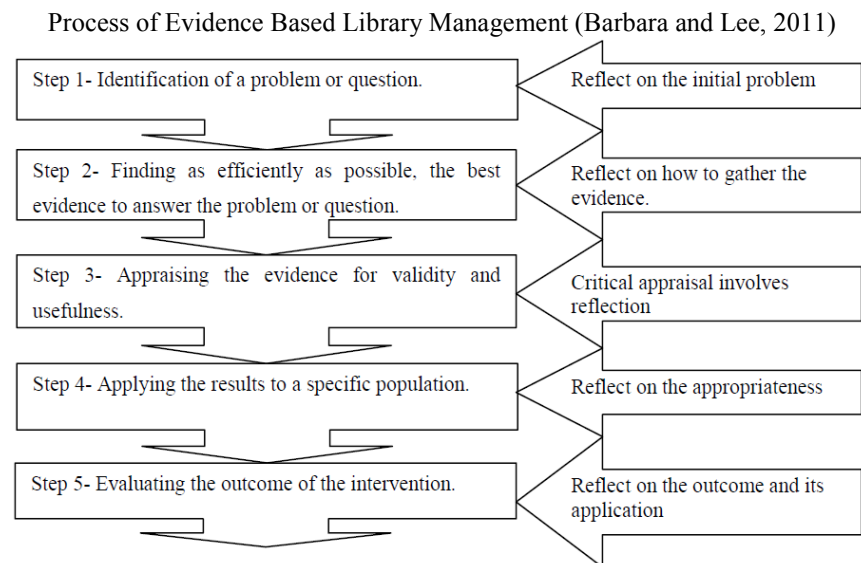 Process of Evidence Based Library Management (Barbara and Lee, 2011)
Step 1- Identification of a problem or question.
Reflect on the initial problem
Step 2- Finding as efficiently as possible, the best
evidence to answer the problem or question.
Reflect on how to gather the
evidence.
Step 3- Appraising the evidence for validity and
usefulness.
Critical appraisal involves
reflection
Step 4- Applying the results to a specific population.
Reflect on the appropriateness
Step 5- Evaluating the outcome of the intervention.
Reflect on the outcome and its
application